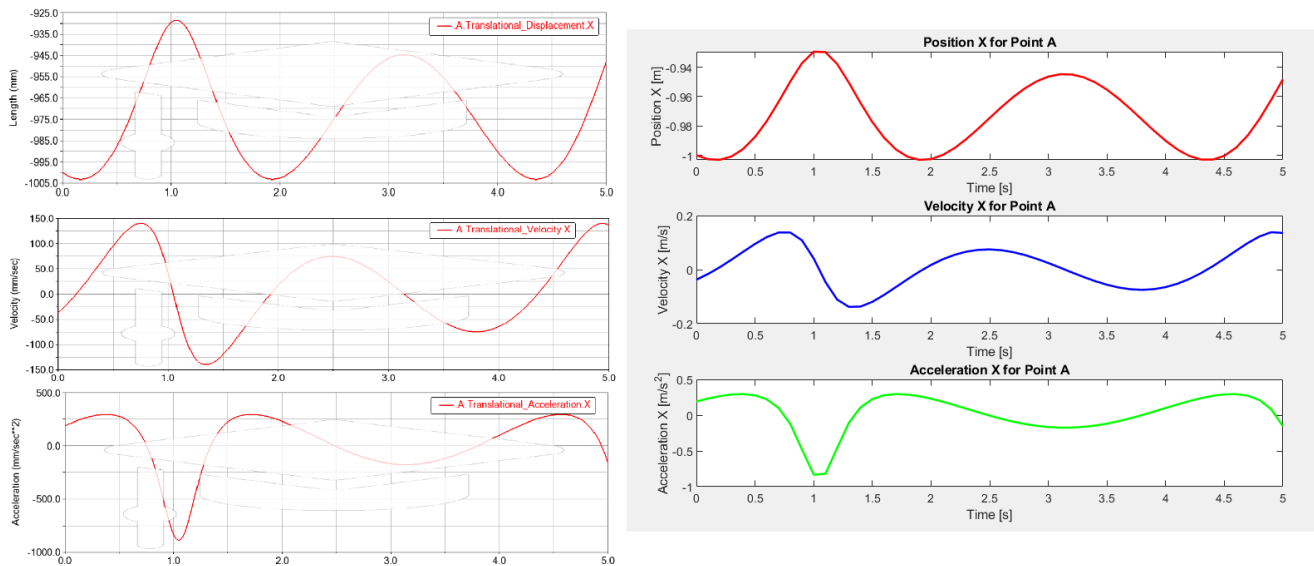 -925.0
-935.0
-945.0
-955.0
-965.0
-975.0
-985.0
-995.0
-1005.0
Length (mm)
.A.Translational_Displacement.X
0.0 1.0 2.0 3.0 4.0 5.0
150.0
100.0
50.0
0.0
-50.0
-100.0
-150.0
Velocity (mm/sec)
.A.Translational_Velocity.X
0.0 1.0 2.0 3.0 4.0 5.0
500.0
0.0
-500.0
-1000.0
Acceleration (mm/sec**2)
.A.Translational_Acceleration.X
0.0 1.0 2.0 3.0 4.0 5.0
Position X for Point A
-0.94
-0.96
-0.98
-1
Position X [m]
0 0.5 1 1.5 2 2.5 3 3.5 4 4.5 5
Time [s]
Velocity X for Point A
0.2
0
-0.2
Velocity X [m/s]
0 0.5 1 1.5 2 2.5 3 3.5 4 4.5 5
Time [s]
Acceleration X for Point A
0.5
0
-0.5
-1
Acceleration X [m/s²]
0 0.5 1 1.5 2 2.5 3 3.5 4 4.5 5
Time [s]